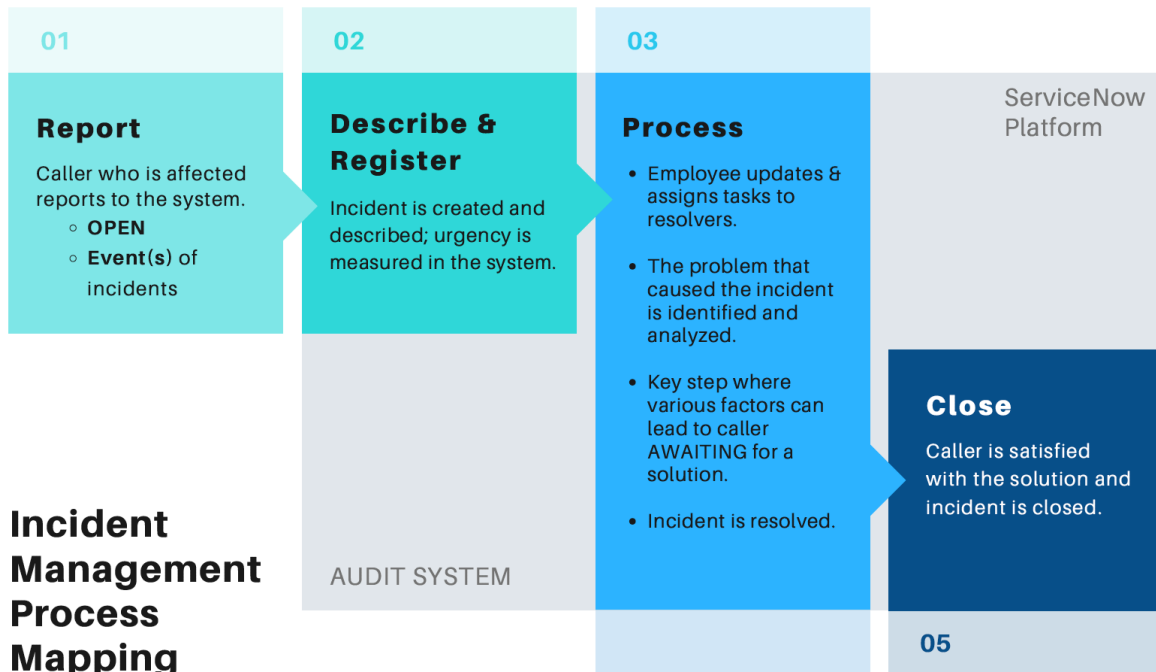 01
Report
Caller who is affected
reports to the system.
OPEN
Event(s) of
incidents
02
Describe &
Register
Incident is created and
described; urgency is
measured in the system.
03
Process
Employee updates &
assigns tasks to
resolvers.
The problem that
caused the incident
is identified and
analyzed.
Key step where
various factors can
lead to caller
AWAITING for a
solution.
Incident is resolved.
ServiceNow
Platform
Close
Caller is satisfied
with the solution and
incident is closed.
05
AUDIT SYSTEM
Incident
Management
Process
Mapping